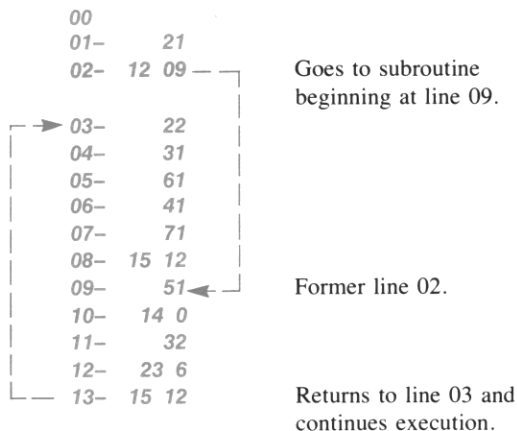 00
01– 21
02– 12 09 Goes to subroutine
beginning at line 09.
03– 22
04– 31
05– 61
06– 41
07– 71
08– 15 12
09– 51 Former line 02.
10– 14 0
11– 32
12– 23 6
13– 15 12 Returns to line 03 and
continues execution.